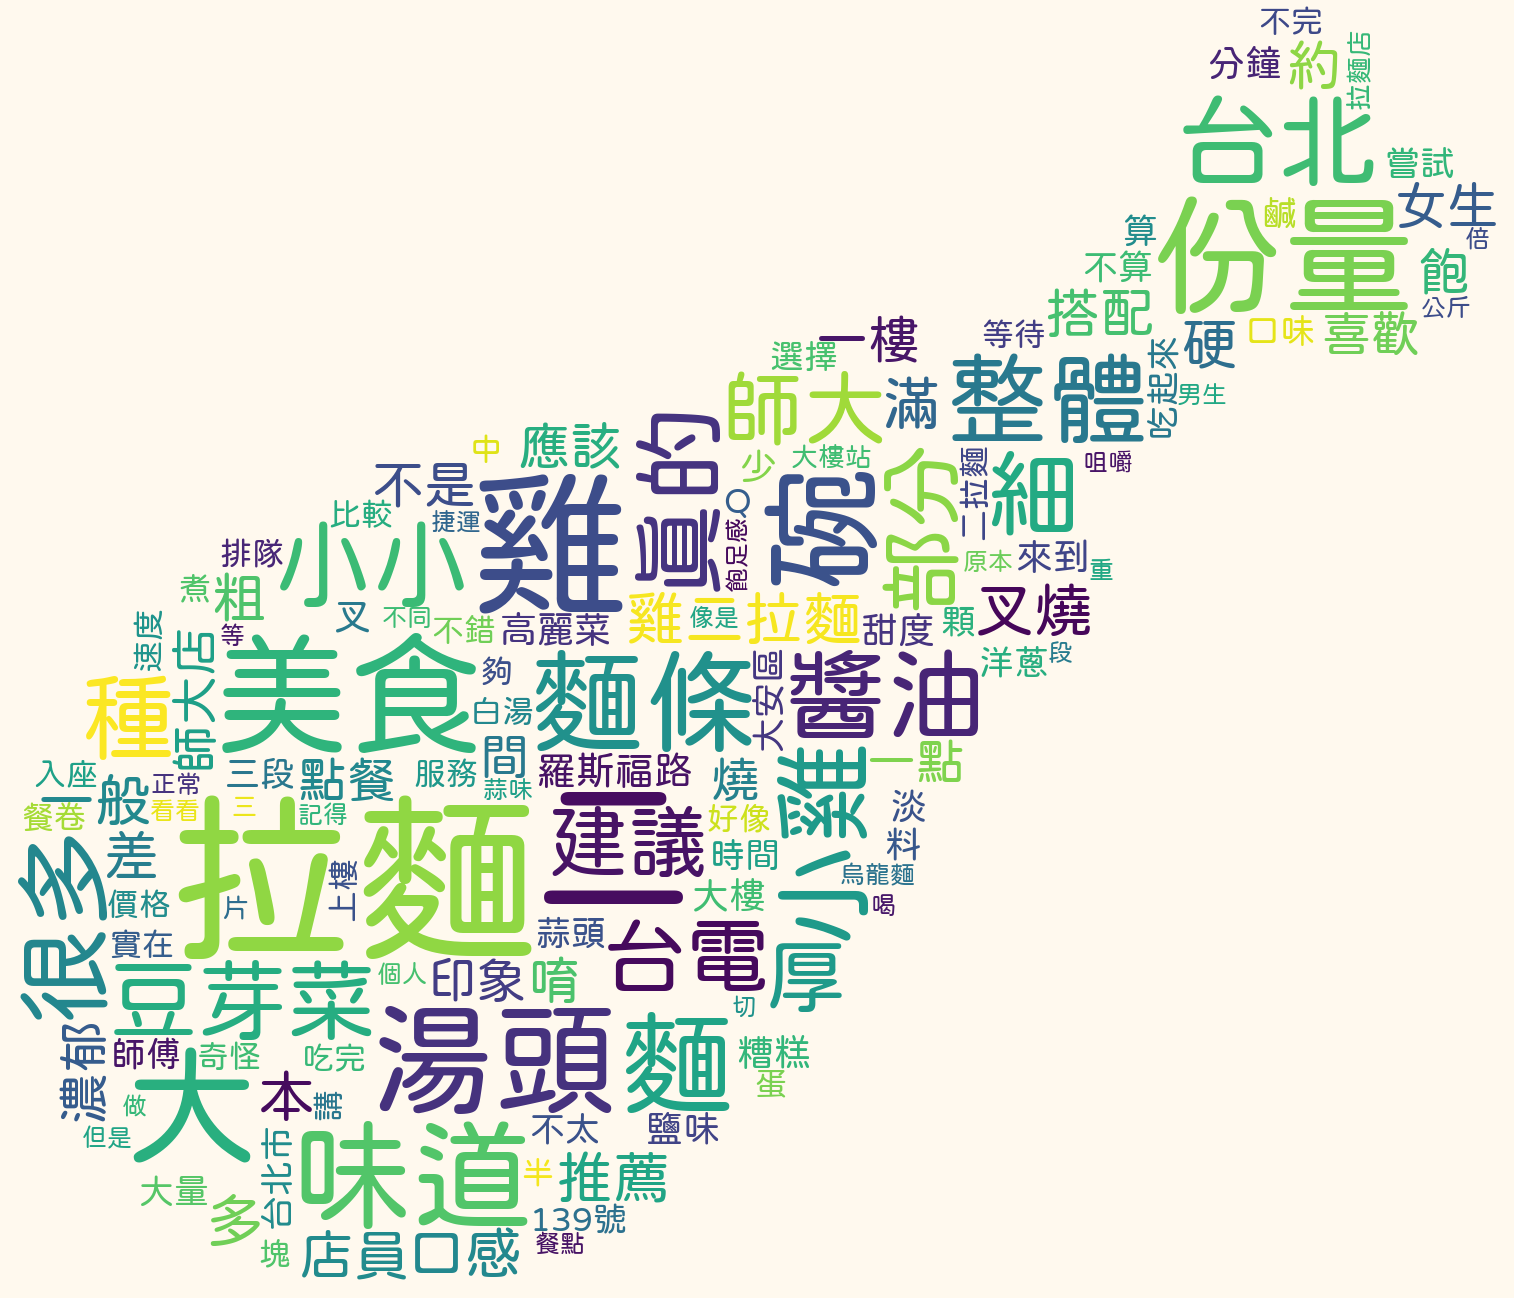 不完
分鐘
約
拉麵店
台北
嘗試
女生
鹹
份量
倍
算
不算
飽
公斤
搭配
口味
喜歡
硬
等待
一樓
選擇
吃起來
男生
整體
師大
滿
真的
應該
中
少
大樓站
二拉麵
細
咀嚼
部分
不是
雞
碗
Q
飽足感
比較
捷運
小小
排隊
原本
來到
重
煮
粗
叉
不同
不錯
高麗菜
雞二拉麵
像是
甜度
顆
叉燒
等
速度
師大店
美食
夠
白湯
麵條
大安區
醬油
洋蔥
段
種
間
入座
一般
正常
三段
點餐
服務
蒜味
羅斯福路
燒
雞
一點
餐卷
看看
三
記得
拉麵
二
建議
好像
淡
料
差
時間
烏龍麵
很多
價格
片
上樓
一
大樓
小
喝
實在
蒜頭
台電
厚
豆芽菜
個人
印象
唷
切
濃郁
師傅
奇怪
吃完
湯頭
麵
糟糕
蛋
大
本
講
做
但是
台北市
味道
不太
鹽味
半
推薦
大量
多
139號
塊
店員
口感
餐點